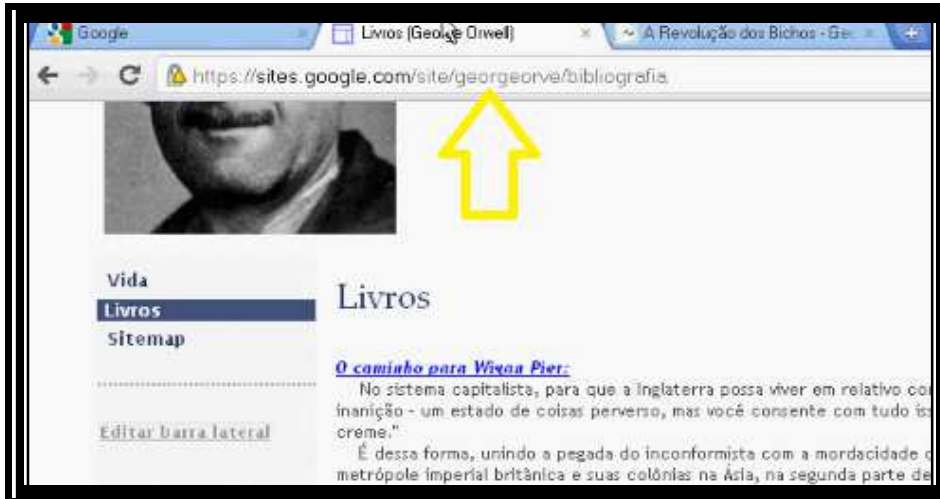 Google
Livros (George Orwell)
A Revolução dos Bichos - Ge
https://sites.google.com/site/georgeorve/bibliografia
Vida
Livros
Sitemap
Editar barra lateral
Livros
O caminho para Wigan Pier:
No sistema capitalista, para que a Inglaterra possa viver em relativo co
inanição - um estado de coisas perverso, mas você consente com tudo is
creme."
É dessa forma, unindo a pegada do inconformista com a mordacidade
metrópole imperial britânica e suas colônias na Ásia, na segunda parte de